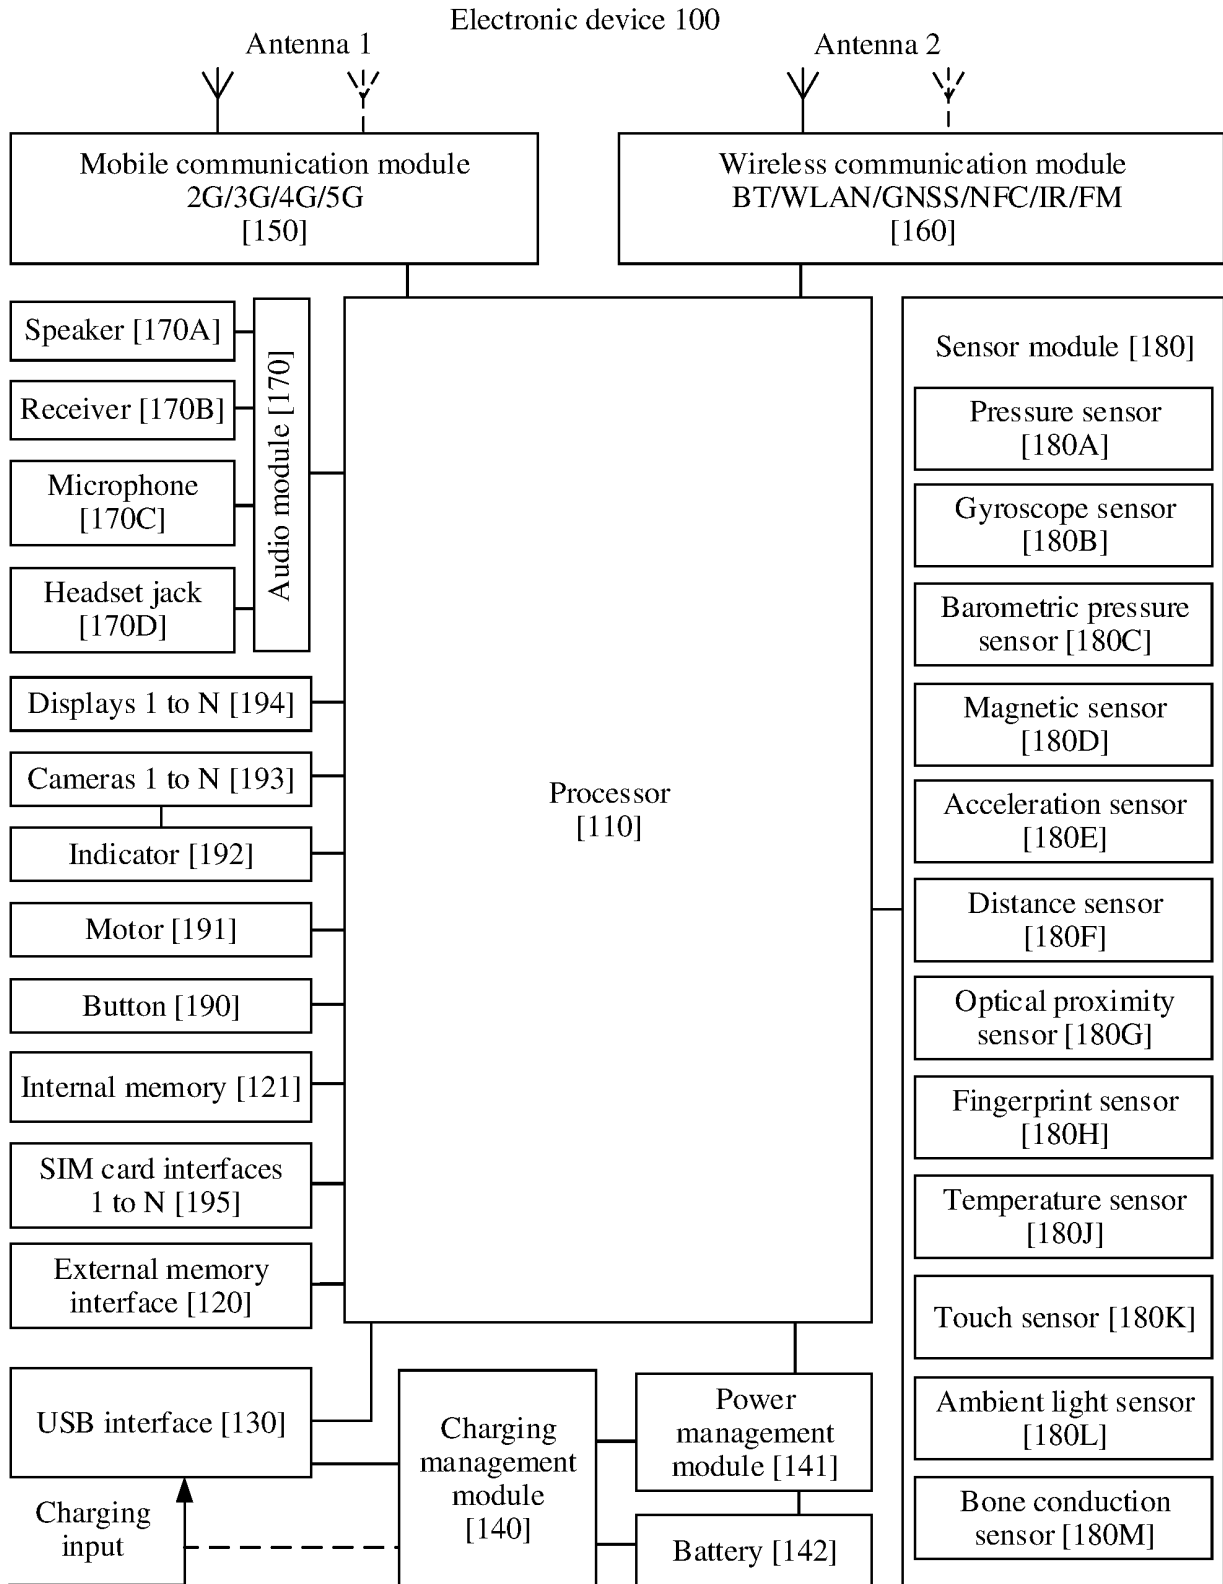 Electronic device 100
Antenna 1
Antenna 2
Mobile communication module
2G/3G/4G/5G
[150]
Wireless communication module
BT/WLAN/GNSS/NFC/IR/FM
[160]
Speaker [170A]
Receiver [170B]
Microphone
[170C]
Headset jack
[170D]
Audio module [170]
Displays 1 to N [194]
Cameras 1 to N [193]
Indicator [192]
Motor [191]
Button [190]
Internal memory [121]
SIM card interfaces
1 to N [195]
External memory
interface [120]
USB interface [130]
Charging
input
Processor
[110]
Charging
management
module
[140]
Power
management
module [141]
Battery [142]
Sensor module [180]
Pressure sensor
[180A]
Gyroscope sensor
[180B]
Barometric pressure
sensor [180C]
Magnetic sensor
[180D]
Acceleration sensor
[180E]
Distance sensor
[180F]
Optical proximity
sensor [180G]
Fingerprint sensor
[180H]
Temperature sensor
[180J]
Touch sensor [180K]
Ambient light sensor
[180L]
Bone conduction
sensor [180M]